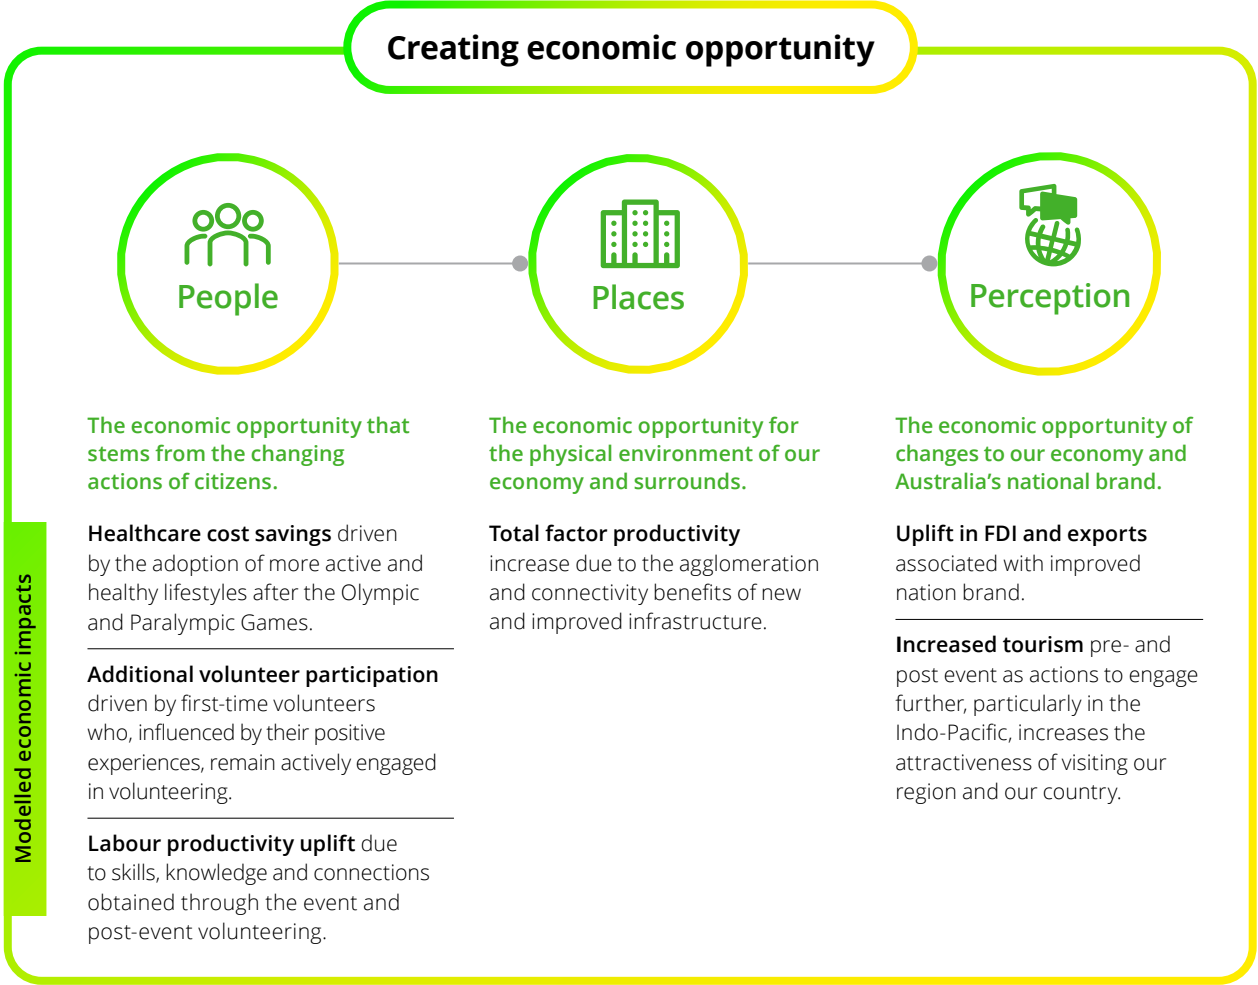 Creating economic opportunity
People
Places
Perception
The economic opportunity that
stems from the changing
actions of citizens.
The economic opportunity for
the physical environment of our
economy and surrounds.
The economic opportunity of
changes to our economy and
Australia’s national brand.
Modelled economic impacts
Healthcare cost savings driven
by the adoption of more active and
healthy lifestyles after the Olympic
and Paralympic Games.
Additional volunteer participation
driven by first-time volunteers
who, influenced by their positive
experiences, remain actively engaged
in volunteering.
Labour productivity uplift due
to skills, knowledge and connections
obtained through the event and
post-event volunteering.
Total factor productivity
increase due to the agglomeration
and connectivity benefits of new
and improved infrastructure.
Uplift in FDI and exports
associated with improved
nation brand.
Increased tourism pre- and
post event as actions to engage
further, particularly in the
Indo-Pacific, increases the
attractiveness of visiting our
region and our country.